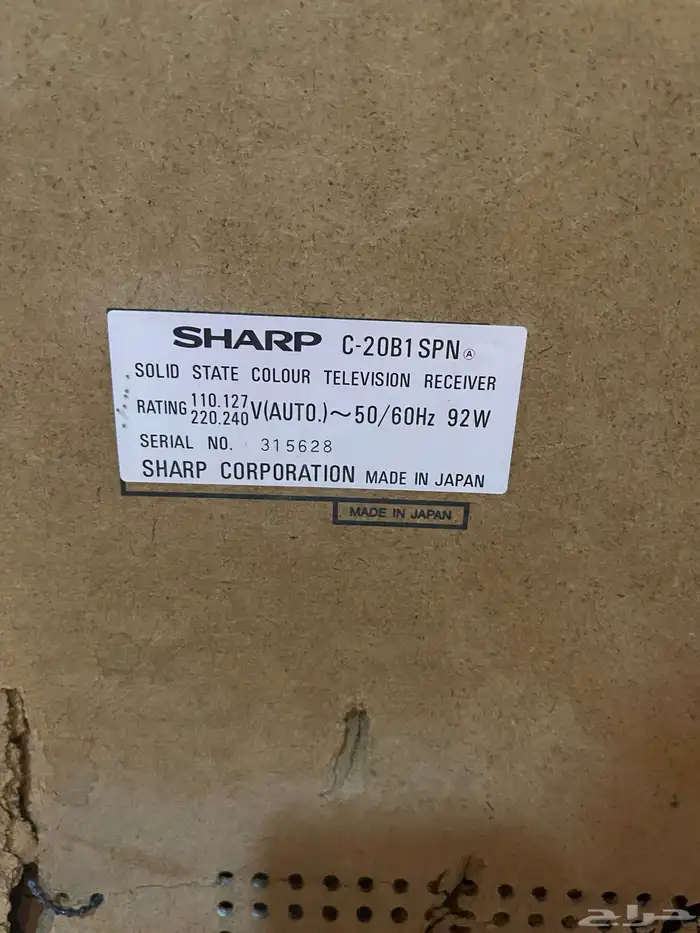 SHARP C-20B1SPN Ⓐ
SOLID STATE COLOUR TELEVISION RECEIVER
RATING 110.127 220.240 V(AUTO.)~50/60Hz 92W
SERIAL NO. 315628
SHARP CORPORATION MADE IN JAPAN
MADE IN JAPAN
حراج